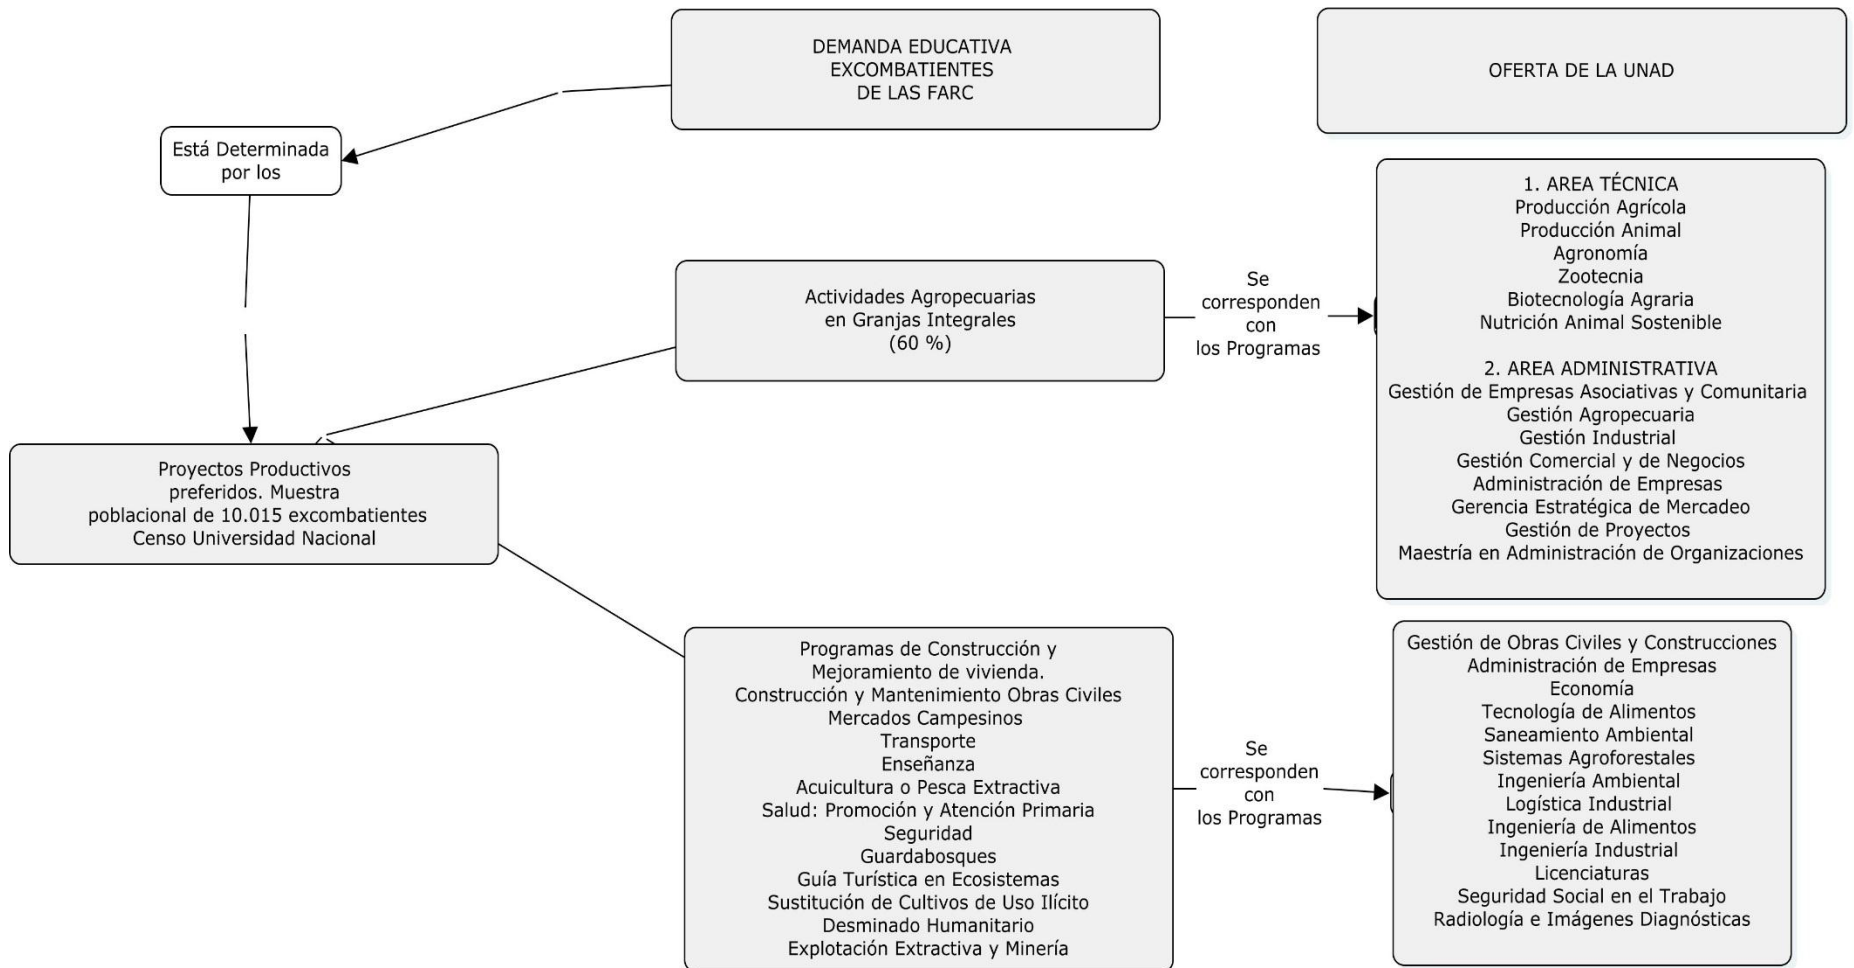 DEMANDA EDUCATIVA
EXCOMBATIENTES
DE LAS FARC
OFERTA DE LA UNAD
Está Determinada
por los
Proyectos Productivos
preferidos. Muestra
poblacional de 10.015 excombatientes
Censo Universidad Nacional
Actividades Agropecuarias
en Granjas Integrales
(60 %)
Se
corresponden
con
los Programas
1. AREA TÉCNICA
Producción Agrícola
Producción Animal
Agronomía
Zootecnia
Biotecnología Agraria
Nutrición Animal Sostenible
2. AREA ADMINISTRATIVA
Gestión de Empresas Asociativas y Comunitaria
Gestión Agropecuaria
Gestión Industrial
Gestión Comercial y de Negocios
Administración de Empresas
Gerencia Estratégica de Mercadeo
Gestión de Proyectos
Maestría en Administración de Organizaciones
Programas de Construcción y
Mejoramiento de vivienda.
Construcción y Mantenimiento Obras Civiles
Mercados Campesinos
Transporte
Enseñanza
Acuicultura o Pesca Extractiva
Salud: Promoción y Atención Primaria
Seguridad
Guardabosques
Guía Turística en Ecosistemas
Sustitución de Cultivos de Uso Ilícito
Desminado Humanitario
Explotación Extractiva y Minería
Se
corresponden
con
los Programas
Gestión de Obras Civiles y Construcciones
Administración de Empresas
Economía
Tecnología de Alimentos
Saneamiento Ambiental
Sistemas Agroforestales
Ingeniería Ambiental
Logística Industrial
Ingeniería de Alimentos
Ingeniería Industrial
Licenciaturas
Seguridad Social en el Trabajo
Radiología e Imágenes Diagnósticas